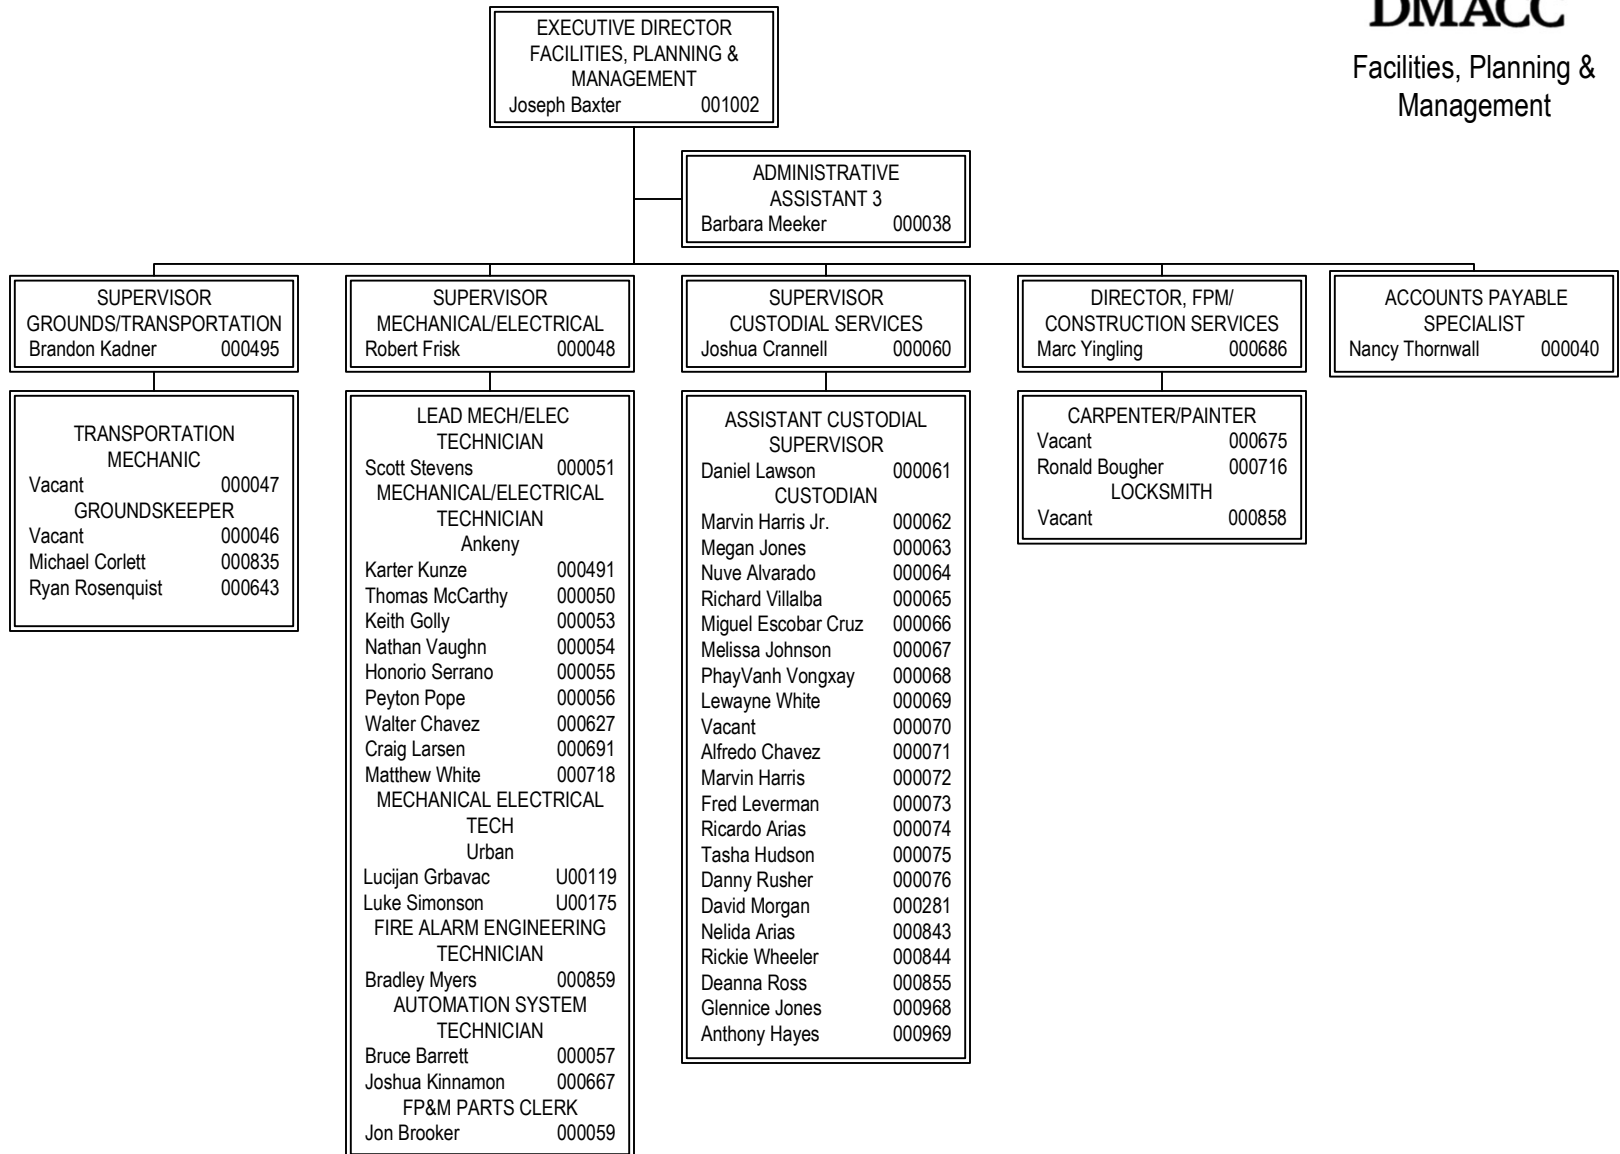 DMACC
Facilities, Planning &
Management
EXECUTIVE DIRECTOR
FACILITIES, PLANNING &
MANAGEMENT
Joseph Baxter 001002
ADMINISTRATIVE
ASSISTANT 3
Barbara Meeker 000038
SUPERVISOR
GROUNDS/TRANSPORTATION
Brandon Kadner 000495
SUPERVISOR
MECHANICAL/ELECTRICAL
Robert Frisk 000048
SUPERVISOR
CUSTODIAL SERVICES
Joshua Crannell 000060
DIRECTOR, FPM/
CONSTRUCTION SERVICES
Marc Yingling 000686
ACCOUNTS PAYABLE
SPECIALIST
Nancy Thornwall 000040
TRANSPORTATION
MECHANIC
Vacant 000047
GROUNDSKEEPER
Vacant 000046
Michael Corlett 000835
Ryan Rosenquist 000643
LEAD MECH/ELEC
TECHNICIAN
Scott Stevens 000051
MECHANICAL/ELECTRICAL
TECHNICIAN
Ankeny
Karter Kunze 000491
Thomas McCarthy 000050
Keith Golly 000053
Nathan Vaughn 000054
Honorio Serrano 000055
Peyton Pope 000056
Walter Chavez 000627
Craig Larsen 000691
Matthew White 000718
MECHANICAL ELECTRICAL
TECH
Urban
Lucijan Grbavac U00119
Luke Simonson U00175
FIRE ALARM ENGINEERING
TECHNICIAN
Bradley Myers 000859
AUTOMATION SYSTEM
TECHNICIAN
Bruce Barrett 000057
Joshua Kinnamon 000667
FP&M PARTS CLERK
Jon Brooker 000059
ASSISTANT CUSTODIAL
SUPERVISOR
Daniel Lawson 000061
CUSTODIAN
Marvin Harris Jr. 000062
Megan Jones 000063
Nuve Alvarado 000064
Richard Villalba 000065
Miguel Escobar Cruz 000066
Melissa Johnson 000067
PhayVanh Vongxay 000068
Lewayne White 000069
Vacant 000070
Alfredo Chavez 000071
Marvin Harris 000072
Fred Leverman 000073
Ricardo Arias 000074
Tasha Hudson 000075
Danny Rusher 000076
David Morgan 000281
Nelida Arias 000843
Rickie Wheeler 000844
Deanna Ross 000855
Glennice Jones 000968
Anthony Hayes 000969
CARPENTER/PAINTER
Vacant 000675
Ronald Bougher 000716
LOCKSMITH
Vacant 000858